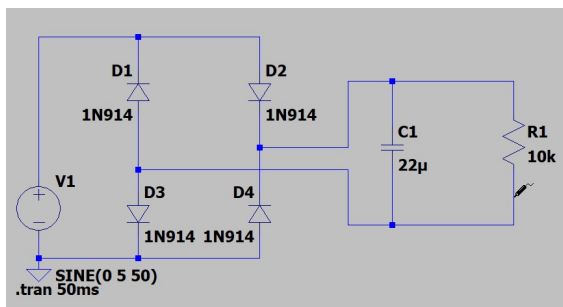 D1
D2
1N914
1N914
C1
22µ
R1
10k
V1
D3
D4
1N914
1N914
SINE(0 5 50)
.tran 50ms